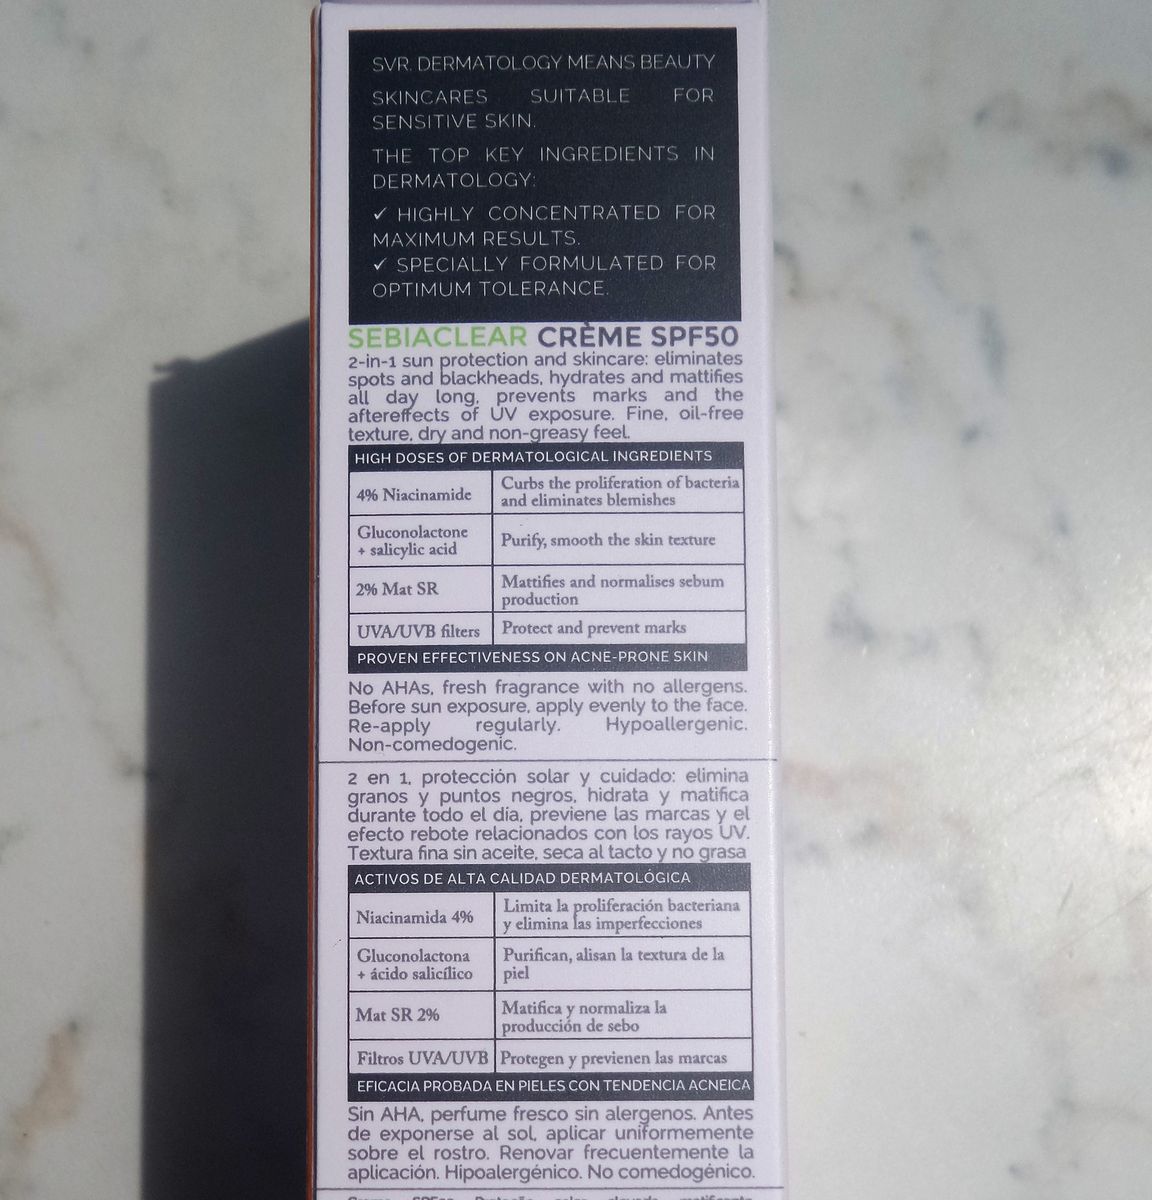 SVR. DERMATOLOGY MEANS BEAUTY
SKINCARES SUITABLE FOR
SENSITIVE SKIN.
THE TOP KEY INGREDIENTS IN
DERMATOLOGY:
✓ HIGHLY CONCENTRATED FOR
MAXIMUM RESULTS.
✓ SPECIALLY FORMULATED FOR
OPTIMUM TOLERANCE.
SEBIACLEAR CRÈME SPF50
2-in-1 sun protection and skincare: eliminates
spots and blackheads, hydrates and mattifies
all day long, prevents marks and the
aftereffects of UV exposure. Fine, oil-free
texture, dry and non-greasy feel.
HIGH DOSES OF DERMATOLOGICAL INGREDIENTS
4% Niacinamide
Curbs the proliferation of bacteria
and eliminates blemishes
Gluconolactone
+ salicylic acid
Purify, smooth the skin texture
2% Mat SR
Mattifies and normalises sebum
production
UVA/UVB filters
Protect and prevent marks
PROVEN EFFECTIVENESS ON ACNE-PRONE SKIN
No AHAs, fresh fragrance with no allergens.
Before sun exposure, apply evenly to the face.
Re-apply regularly. Hypoallergenic.
Non-comedogenic.
2 en 1, protección solar y cuidado: elimina
granos y puntos negros, hidrata y matifica
durante todo el día, previene las marcas y el
efecto rebote relacionados con los rayos UV.
Textura fina sin aceite, seca al tacto y no grasa
ACTIVOS DE ALTA CALIDAD DERMATOLÓGICA
Niacinamida 4%
Limita la proliferación bacteriana
y elimina las imperfecciones
Gluconolactona
+ ácido salicílico
Purifican, alisan la textura de la
piel
Mat SR 2%
Matifica y normaliza la
producción de sebo
Filtros UVA/UVB
Protegen y previenen las marcas
EFICACIA PROBADA EN PIELES CON TENDENCIA ACNEICA
Sin AHA, perfume fresco sin alergenos. Antes
de exponerse al sol, aplicar uniformemente
sobre el rostro. Renovar frecuentemente la
aplicación. Hipoalergénico. No comedogénico.